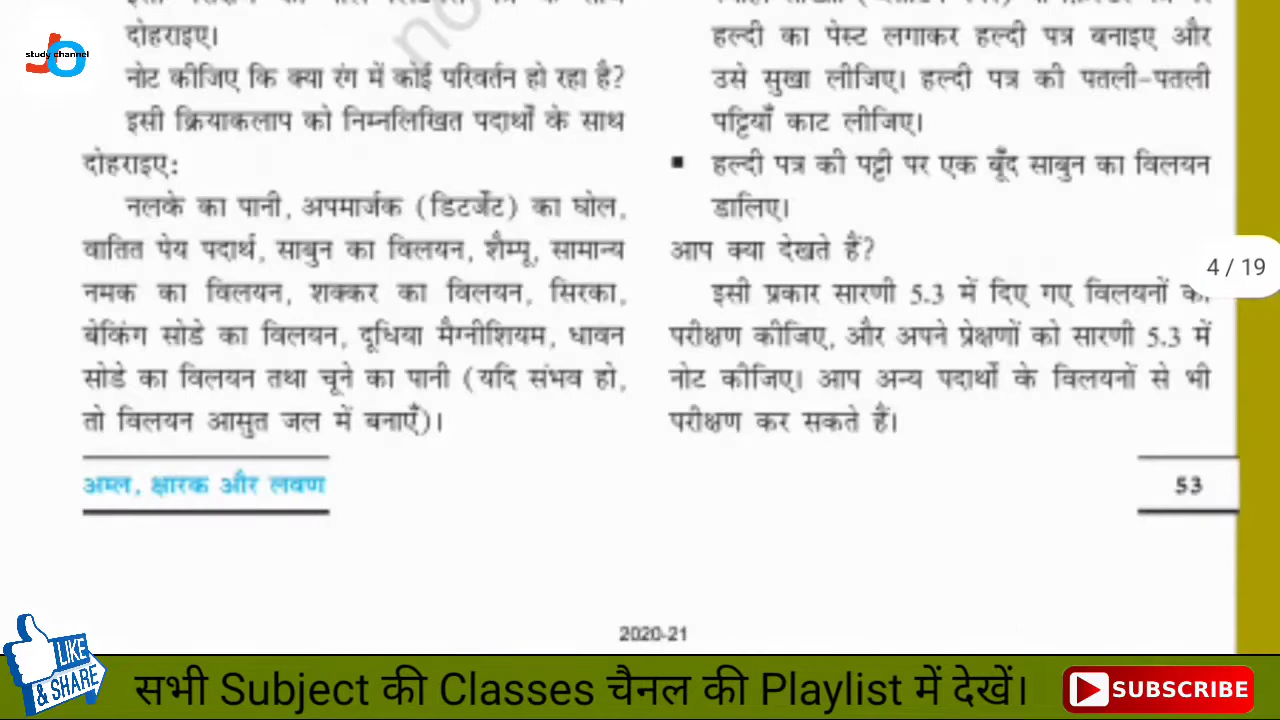 study channel
दोहराइए।
नोट कीजिए कि क्या रंग में कोई परिवर्तन हो रहा है?
इसी क्रियाकलाप को निम्नलिखित पदार्थों के साथ
दोहराइए:
नलके का पानी, अपमार्जक (डिटर्जेंट) का घोल,
वातित पेय पदार्थ, साबुन का विलयन, शैम्पू, सामान्य
नमक का विलयन, शक्कर का विलयन, सिरका,
बेकिंग सोडे का विलयन, दूधिया मैग्नीशियम, धावन
सोडे का विलयन तथा चूने का पानी (यदि संभव हो,
तो विलयन आसुत जल में बनाएँ)।
हल्दी का पेस्ट लगाकर हल्दी पत्र बनाइए और
उसे सुखा लीजिए। हल्दी पत्र की पतली-पतली
पट्टियाँ काट लीजिए।
■ हल्दी पत्र की पट्टी पर एक बूँद साबुन का विलयन
डालिए।
आप क्या देखते हैं?
इसी प्रकार सारणी 5.3 में दिए गए विलयनों का
परीक्षण कीजिए, और अपने प्रेक्षणों को सारणी 5.3 में
नोट कीजिए। आप अन्य पदार्थों के विलयनों से भी
परीक्षण कर सकते हैं।
4 / 19
अम्ल, क्षारक और लवण
53
2020-21
LIKE
& SHARE
सभी Subject की Classes चैनल की Playlist में देखें।
SUBSCRIBE